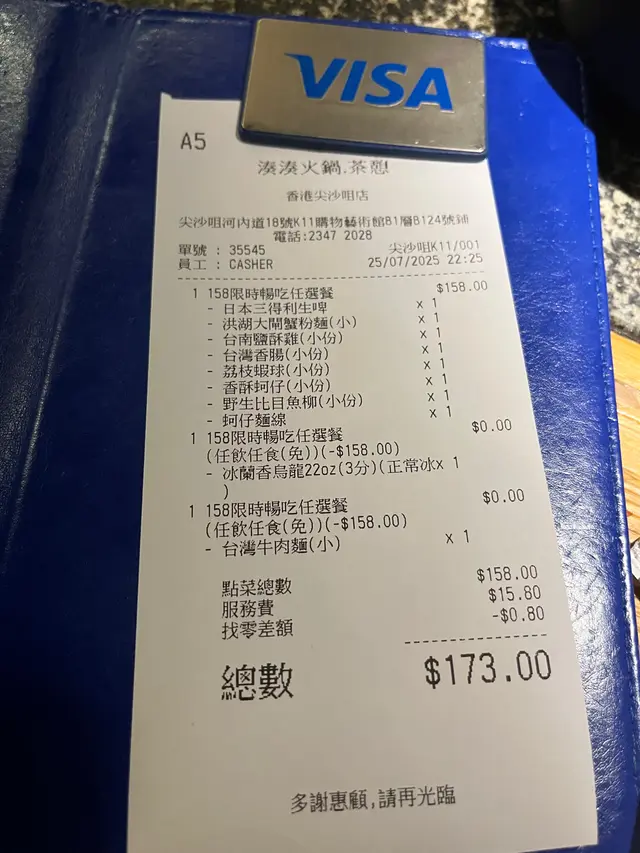 VISA
A5
湊湊火鍋.茶憩
香港尖沙咀店
尖沙咀河內道18號K11購物藝術館B1層B124號鋪
電話:2347 2028
單號 : 35545 尖沙咀K11/001
員工 : CASHER 25/07/2025 22:25
1 158限時暢吃任選餐 $158.00
- 日本三得利生啤 x 1
- 洪湖大閘蟹粉麵(小) x 1
- 台南鹽酥雞(小份) x 1
- 台灣香腸(小份) x 1
- 荔枝蝦球(小份) x 1
- 香酥蚵仔(小份) x 1
- 野生比目魚柳(小份) x 1
- 蚵仔麵線 x 1
1 158限時暢吃任選餐 $0.00
(任飲任食(免))(-$158.00)
- 冰蘭香烏龍22oz(3分)(正常冰x 1
)
1 158限時暢吃任選餐 $0.00
(任飲任食(免))(-$158.00)
- 台灣牛肉麵(小) x 1
點菜總數 $158.00
服務費 $15.80
找零差額 -$0.80
總數 $173.00
多謝惠顧,請再光臨